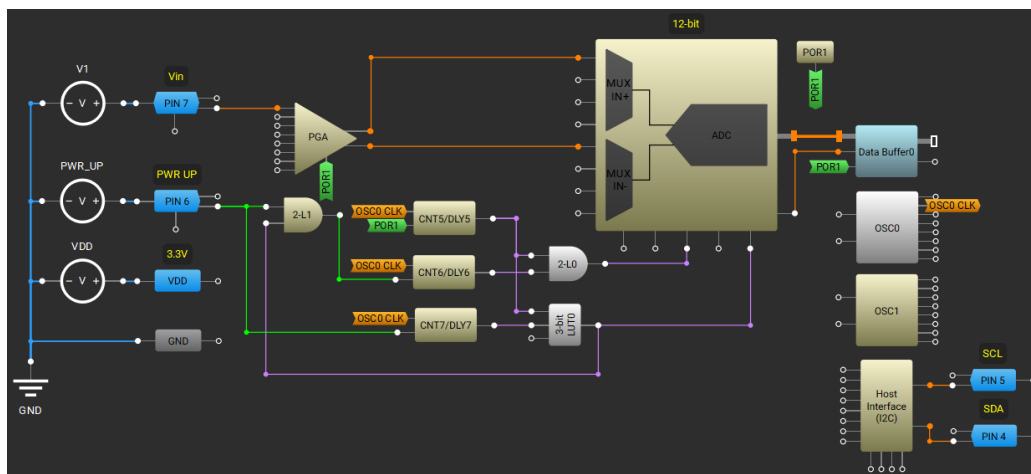 12-bit
V1
Vin
− V +
PIN 7
PGA
POR1
MUX
IN+
MUX
IN-
ADC
POR1
POR1
Data Buffer0
POR1
PWR_UP
PWR UP
− V +
PIN 6
2-L1
OSC0 CLK
POR1
CNT5/DLY5
OSC0 CLK
CNT6/DLY6
2-L0
OSC0 CLK
CNT7/DLY7
3-bit
LUT0
OSC0 CLK
OSC0
OSC1
VDD
3.3V
− V +
VDD
GND
GND
Host
Interface
(I2C)
SCL
PIN 5
SDA
PIN 4